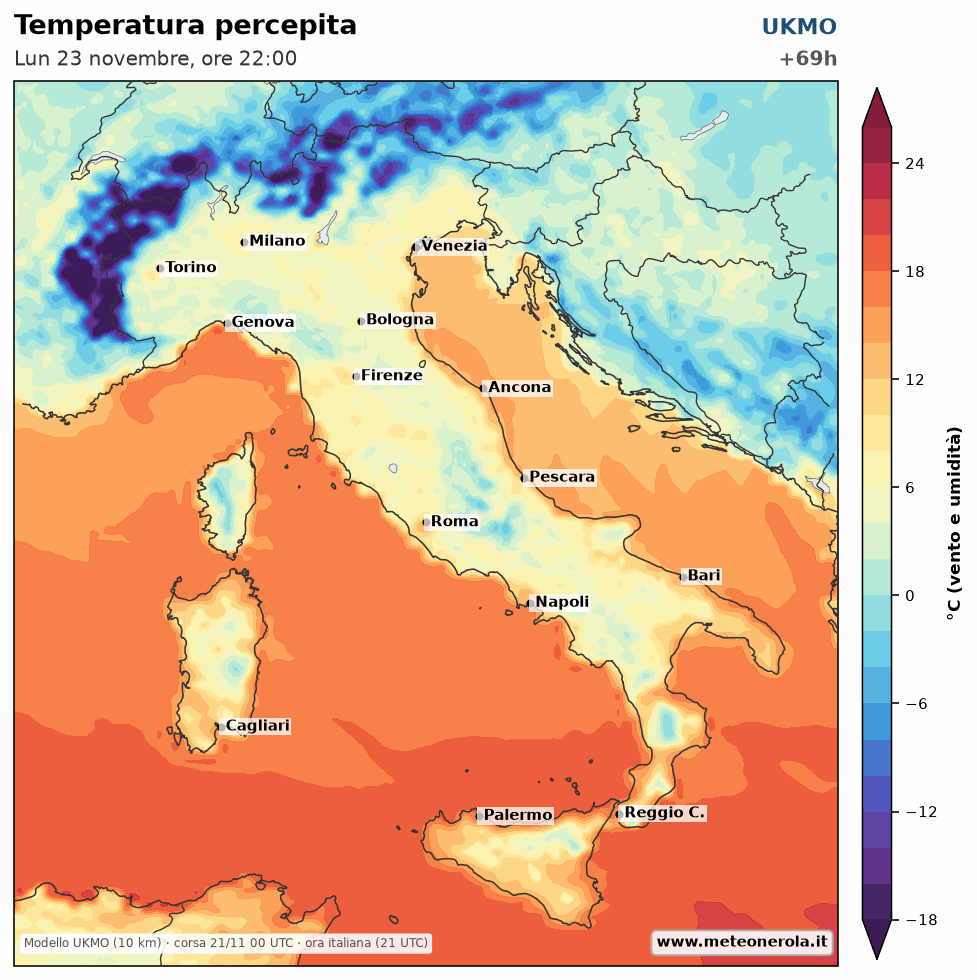 Temperatura percepita
UKMO
Lun 23 novembre, ore 22:00
+69h
24
18
12
6
0
−6
−12
−18
°C (vento e umidità)
Milano
Venezia
Torino
Genova
Bologna
Firenze
Ancona
Pescara
Roma
Bari
Napoli
Cagliari
Palermo
Reggio C.
Modello UKMO (10 km) · corsa 21/11 00 UTC · ora italiana (21 UTC)
www.meteonerola.it